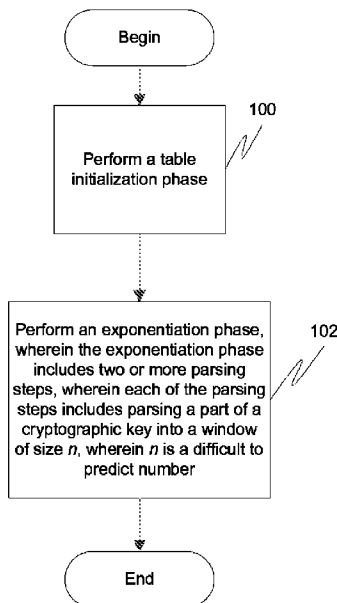 Begin
100
Perform a table
initialization phase
102
Perform an exponentiation phase,
wherein the exponentiation phase
includes two or more parsing
steps, wherein each of the parsing
steps includes parsing a part of a
cryptographic key into a window
of size n, wherein n is a difficult to
predict number
End